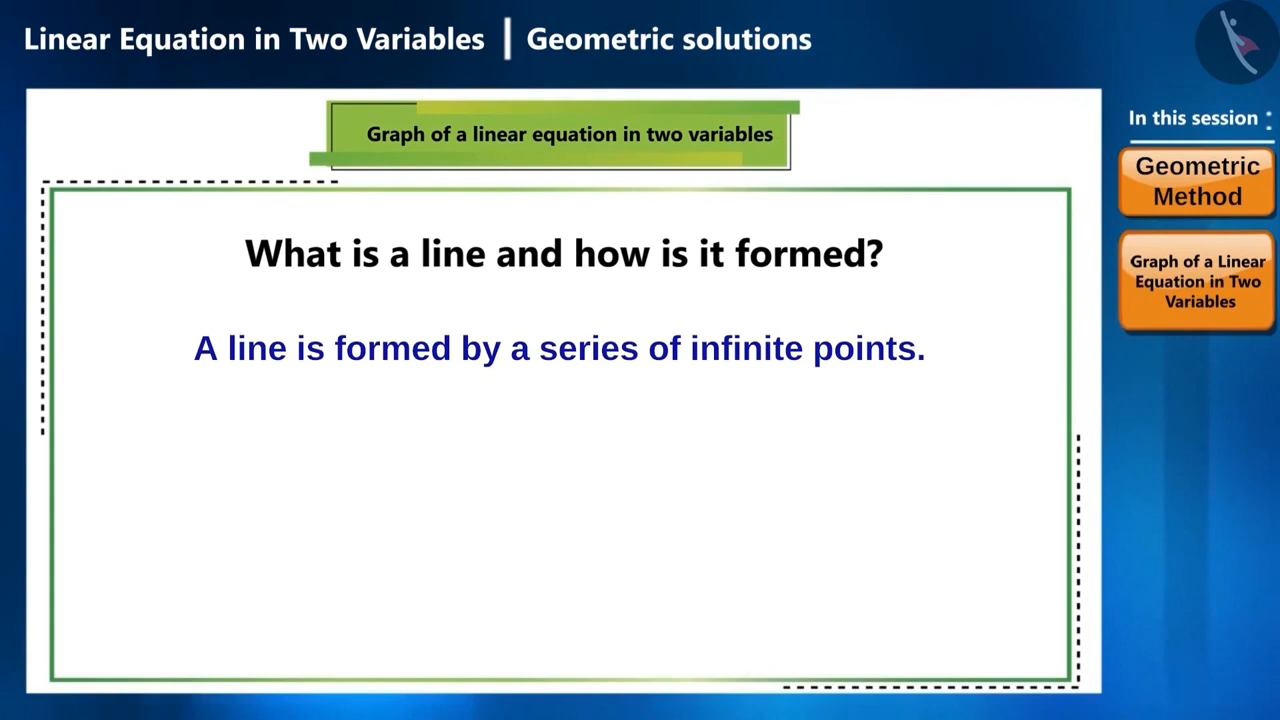 Linear Equation in Two Variables | Geometric solutions
In this session :
Geometric
Method
Graph of a Linear
Equation in Two
Variables
Graph of a linear equation in two variables
What is a line and how is it formed?
A line is formed by a series of infinite points.